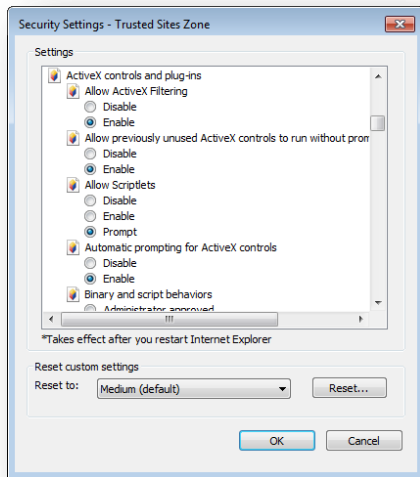 Security Settings - Trusted Sites Zone
Settings
ActiveX controls and plug-ins
Allow ActiveX Filtering
Disable
Enable
Allow previously unused ActiveX controls to run without
Disable
Enable
Allow Scriptlets
Disable
Enable
Prompt
Automatic prompting for ActiveX controls
Disable
Enable
Binary and script behaviors
Administrator approved
*Takes effect after you restart Internet Explorer
Reset custom settings
Reset to:
Medium (default)
Reset...
OK
Cancel